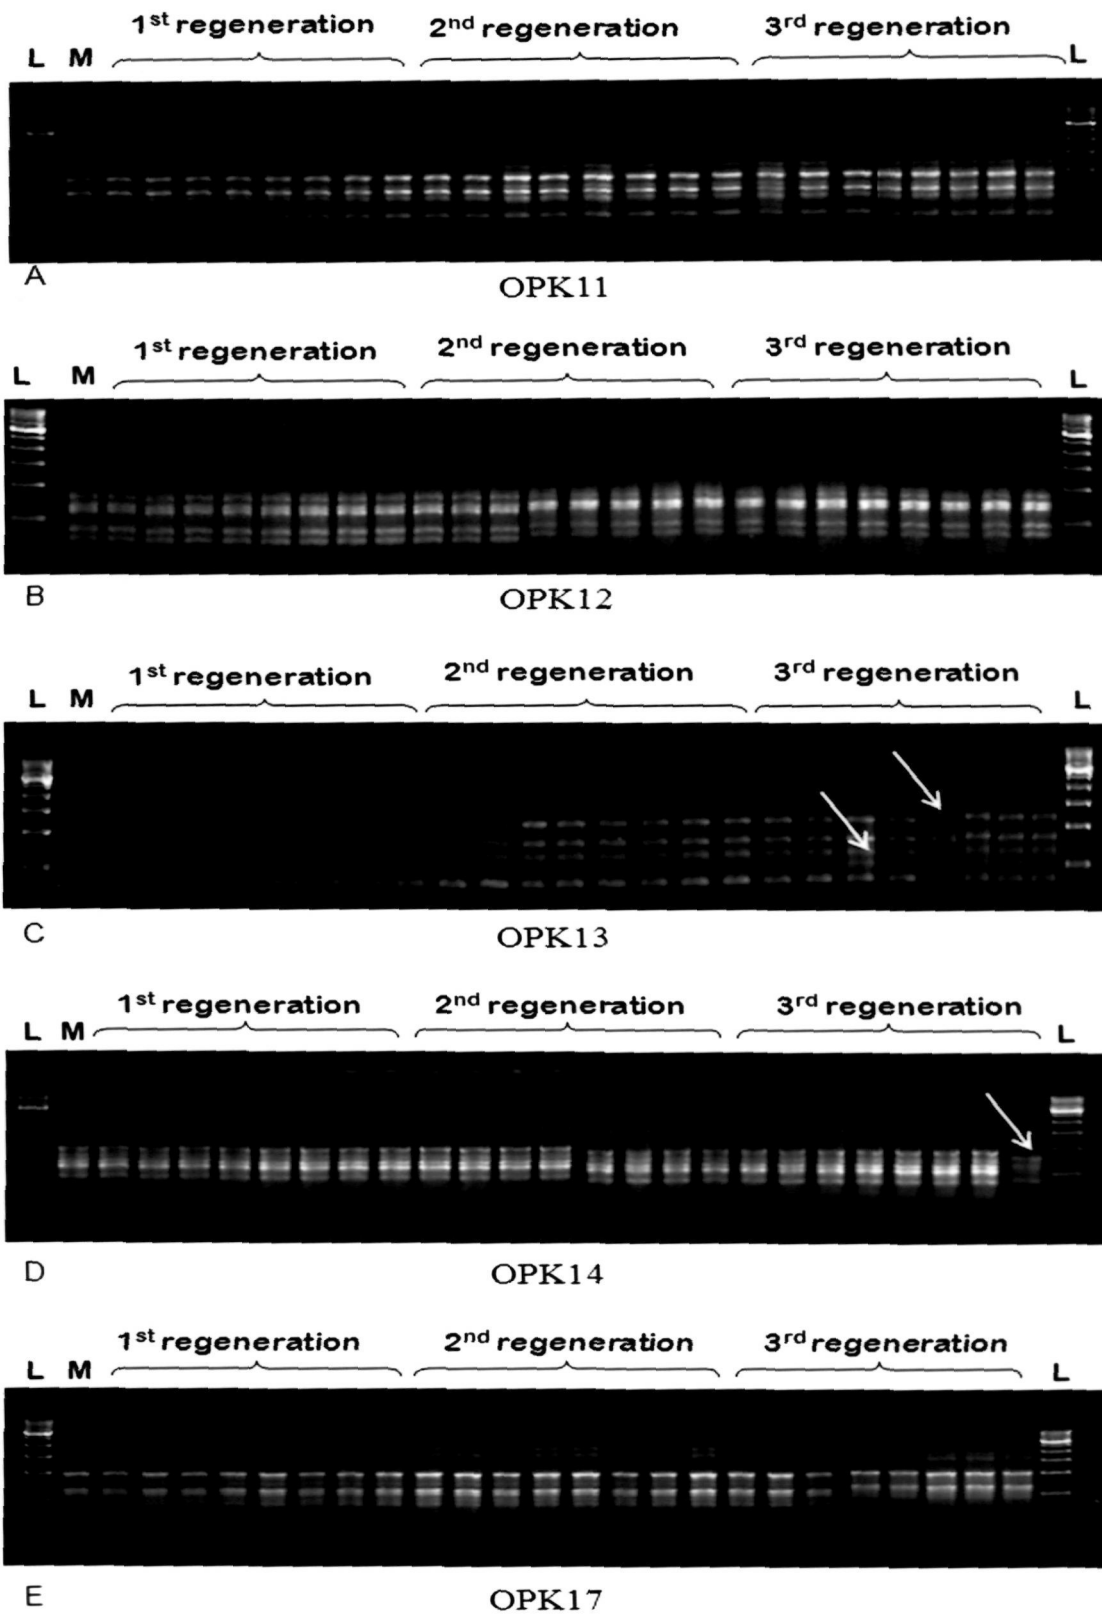 1st regeneration 2nd regeneration 3rd regeneration
L M L
A
OPK11
1st regeneration 2nd regeneration 3rd regeneration
L M L
B
OPK12
1st regeneration 2nd regeneration 3rd regeneration
L M L
C
OPK13
1st regeneration 2nd regeneration 3rd regeneration
L M L
D
OPK14
1st regeneration 2nd regeneration 3rd regeneration
L M L
E
OPK17